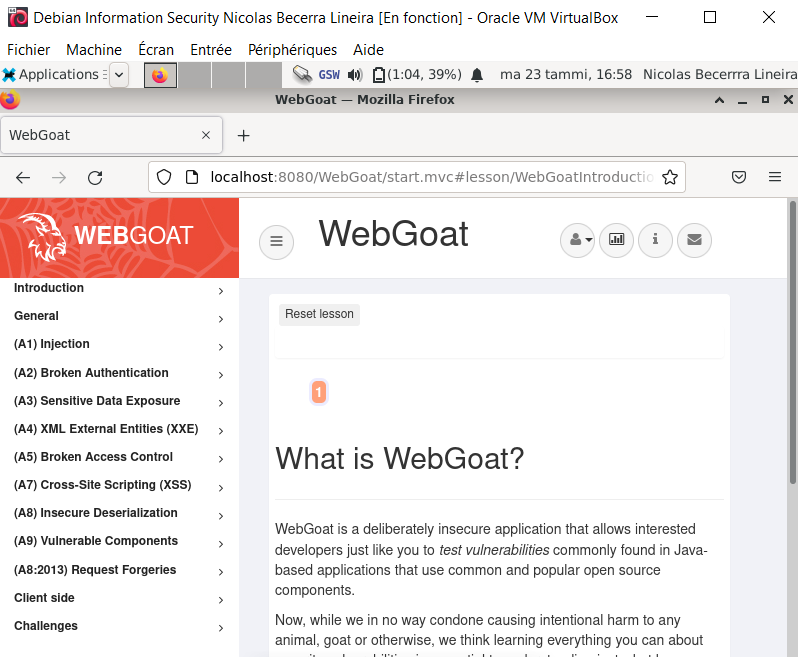 Debian Information Security Nicolas Becerra Lineira [En fonction] - Oracle VM VirtualBox
Fichier Machine Écran Entrée Périphériques Aide
Applications GSW (1:04, 39%) ma 23 tammi, 16:58 Nicolas Becerrra Lineira
WebGoat — Mozilla Firefox
WebGoat
localhost:8080/WebGoat/start.mvc#lesson/WebGoatIntroductio
WEBGOAT
WebGoat
Introduction
General
(A1) Injection
(A2) Broken Authentication
(A3) Sensitive Data Exposure
(A4) XML External Entities (XXE)
(A5) Broken Access Control
(A7) Cross-Site Scripting (XSS)
(A8) Insecure Deserialization
(A9) Vulnerable Components
(A8:2013) Request Forgeries
Client side
Challenges
Reset lesson
1
What is WebGoat?
WebGoat is a deliberately insecure application that allows interested
developers just like you to test vulnerabilities commonly found in Java-
based applications that use common and popular open source
components.
Now, while we in no way condone causing intentional harm to any
animal, goat or otherwise, we think learning everything you can about